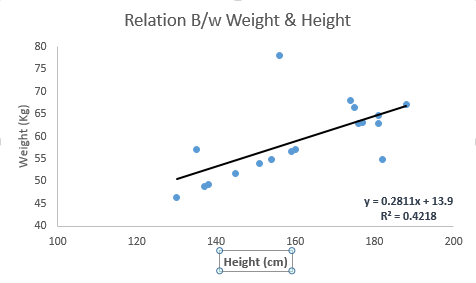 Relation B/w Weight & Height
80
75
70
65
60
55
50
45
40
Weight (Kg)
y = 0.2811x + 13.9
R² = 0.4218
100 120 140 160 180 200
Height (cm)